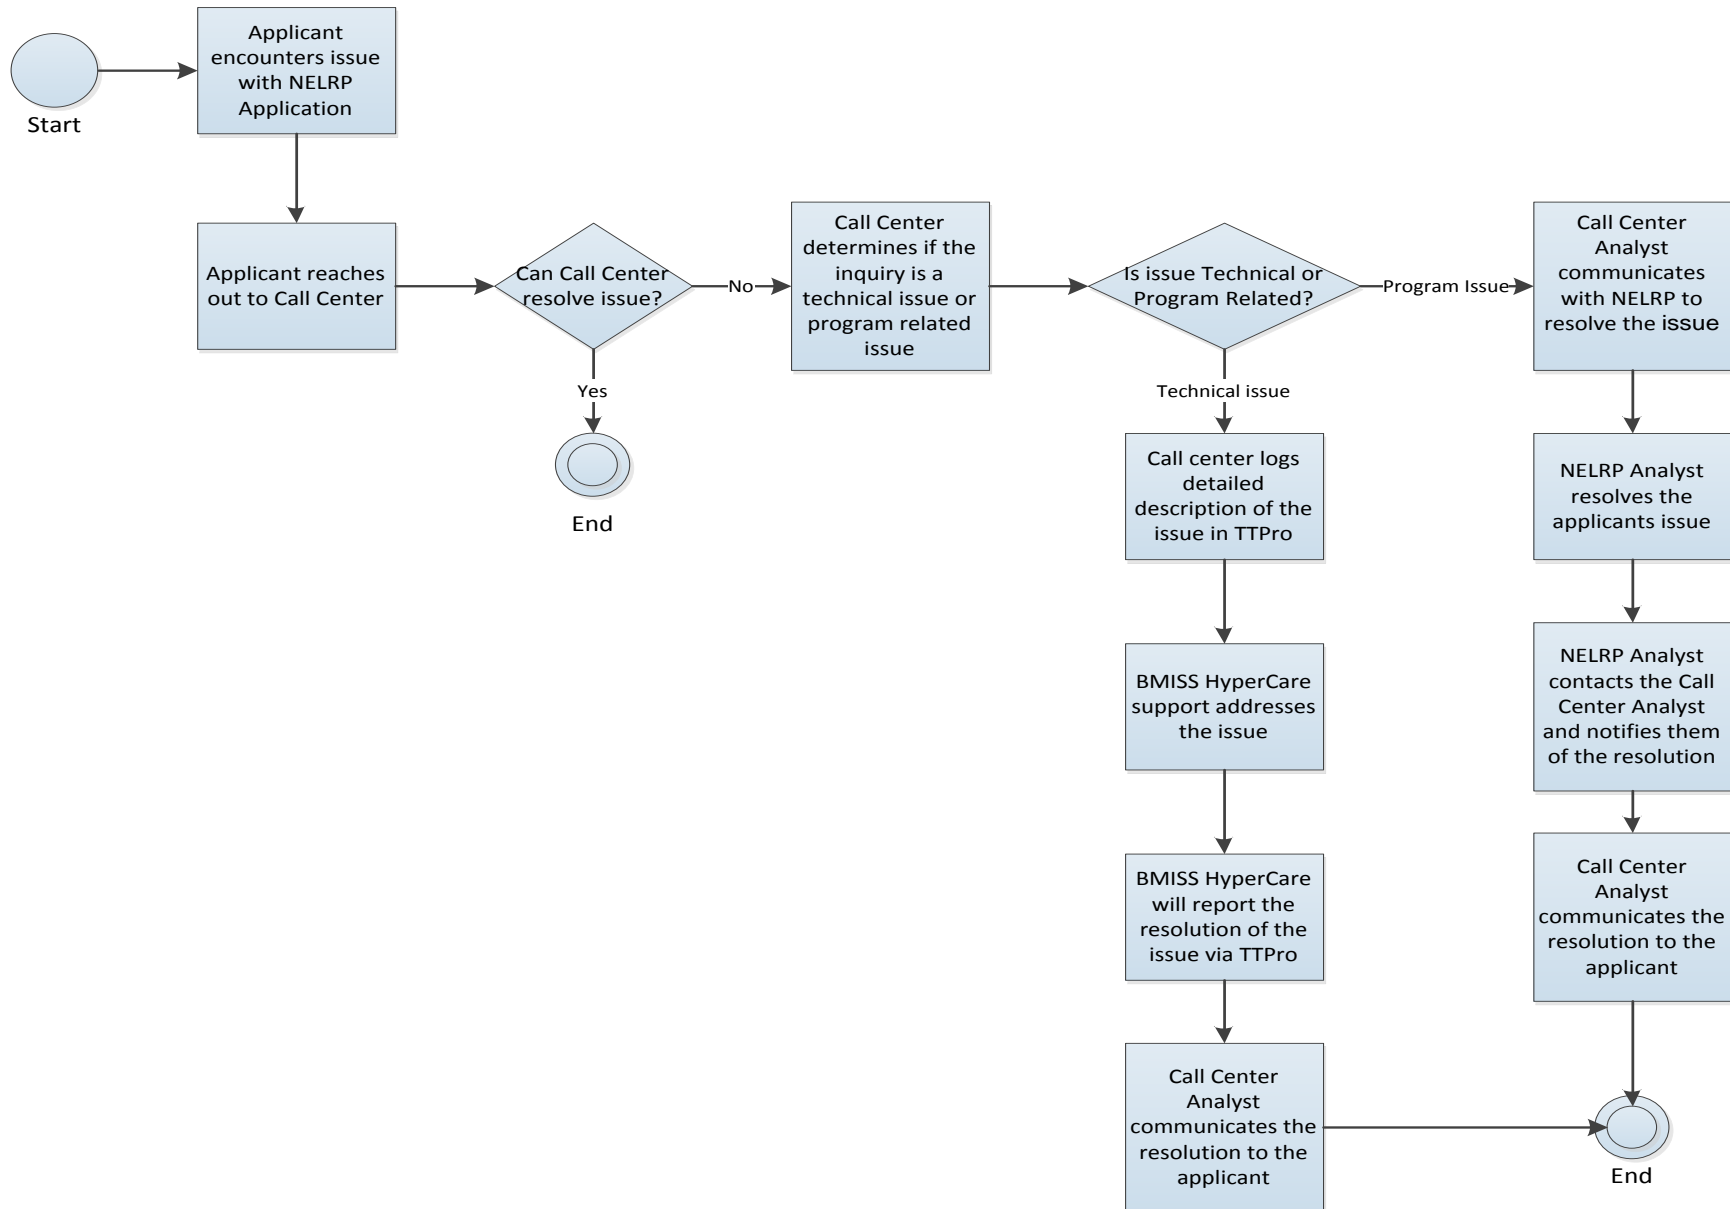 Applicant
encounters issue
with NELRP
Application
Start
Applicant reaches
out to Call Center
Can Call Center
resolve issue?
No
Yes
End
Call Center
determines if the
inquiry is a
technical issue or
program related
issue
Is issue Technical or
Program Related?
Program Issue
Technical issue
Call Center
Analyst
communicates
with NELRP to
resolve the issue
Call center logs
detailed
description of the
issue in TTPro
NELRP Analyst
resolves the
applicants issue
BMISS HyperCare
support addresses
the issue
NELRP Analyst
contacts the Call
Center Analyst
and notifies them
of the resolution
BMISS HyperCare
will report the
resolution of the
issue via TTPro
Call Center
Analyst
communicates the
resolution to the
applicant
Call Center
Analyst
communicates the
resolution to the
applicant
End